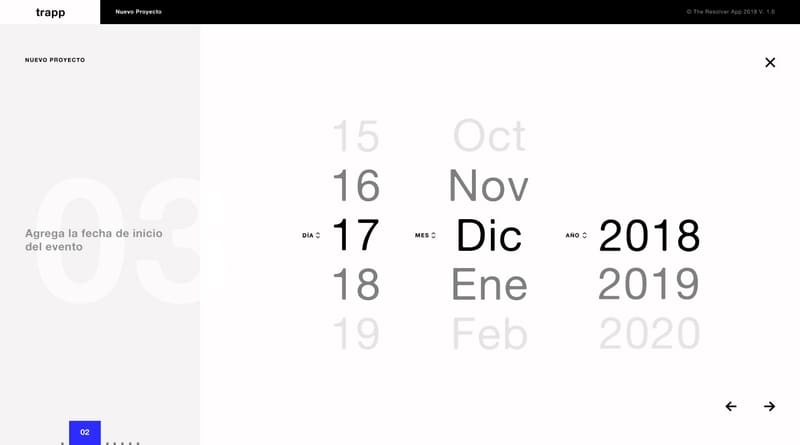 trapp
Nuevo Proyecto
© The Resolver App 2018 V. 1.0
NUEVO PROYECTO
03
Agrega la fecha de inicio
del evento
15 Oct
16 Nov
DÍA 17 MES Dic AÑO 2018
18 Ene 2019
19 Feb 2020
02